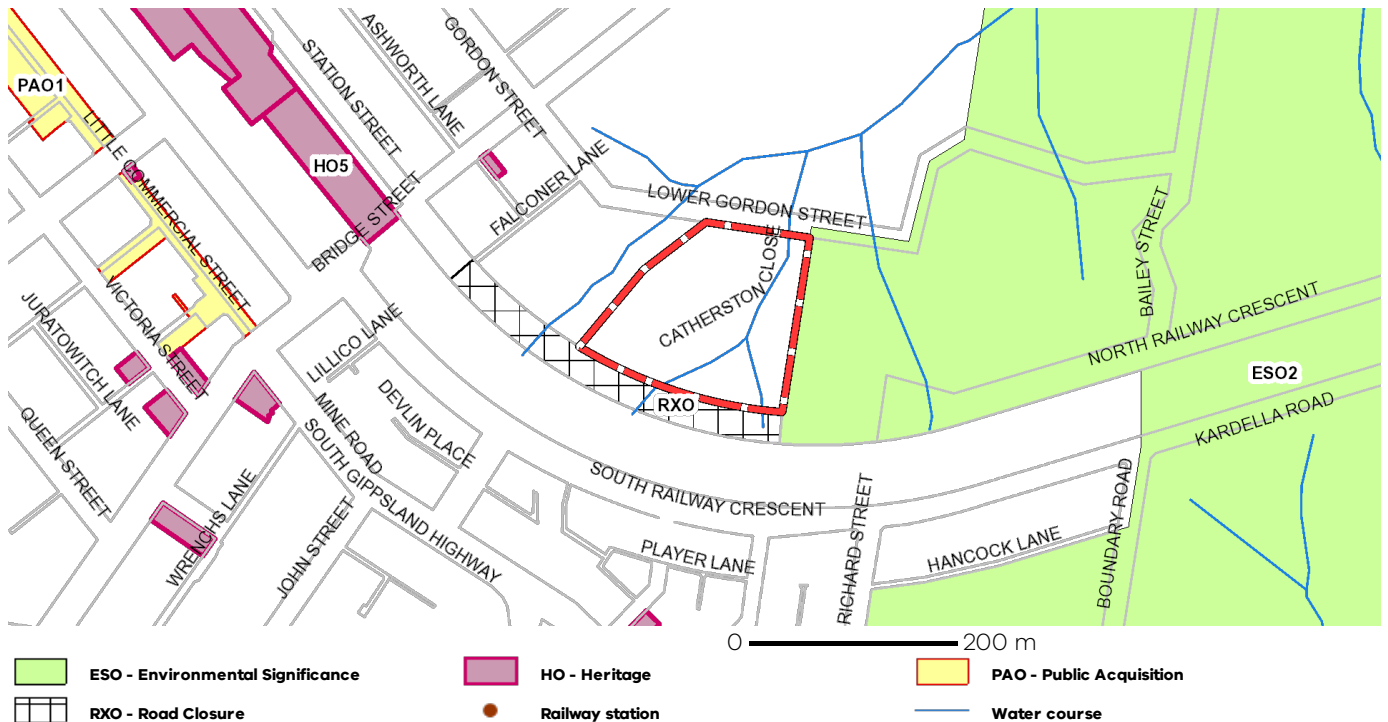 ASHWORTH LANE
GORDON STREET
STATION STREET
PAO1
LITTLE COMMERCIAL STREET
HO5
BRIDGE STREET
FALCONER LANE
LOWER GORDON STREET
CATHERSTON CLOSE
BAILEY STREET
VICTORIA STREET
JURATOWITCH LANE
LILLICO LANE
NORTH RAILWAY CRESCENT
ESO2
RXO
DEVLIN PLACE
MINE ROAD
KARDELLA ROAD
QUEEN STREET
SOUTH GIPPSLAND HIGHWAY
SOUTH RAILWAY CRESCENT
WRENCHS LANE
JOHN STREET
PLAYER LANE
RICHARD STREET
HANCOCK LANE
BOUNDARY ROAD
0 200 m
ESO - Environmental Significance
HO - Heritage
PAO - Public Acquisition
RXO - Road Closure
Railway station
Water course